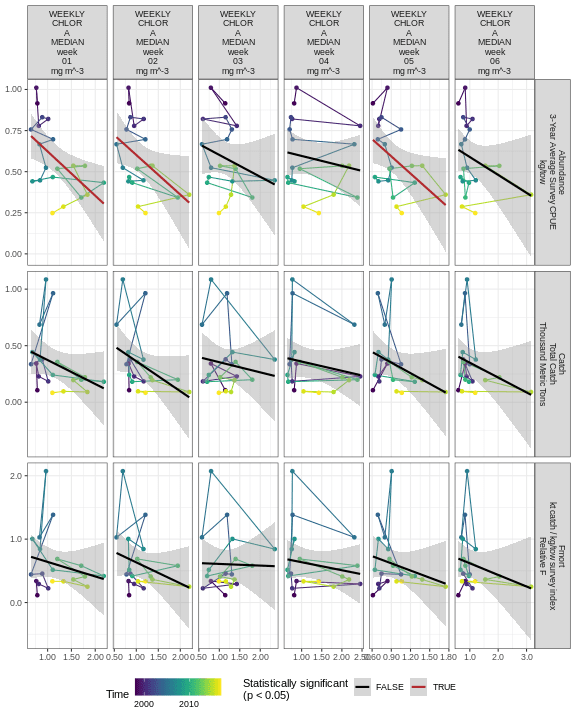 WEEKLY
CHLOR
A
MEDIAN
week
01
mg m^-3
WEEKLY
CHLOR
A
MEDIAN
week
02
mg m^-3
WEEKLY
CHLOR
A
MEDIAN
week
03
mg m^-3
WEEKLY
CHLOR
A
MEDIAN
week
04
mg m^-3
WEEKLY
CHLOR
A
MEDIAN
week
05
mg m^-3
WEEKLY
CHLOR
A
MEDIAN
week
06
mg m^-3
1.00
0.75
0.50
0.25
0.00
Abundance
3-Year Average Survey CPUE
kg/tow
1.00
0.50
0.00
Catch
Total Catch
Thousand Metric Tons
2.0
1.0
0.0
Fmort
kt catch / kg/tow survey index
Relative F
1.00 1.50 2.00
0.50 1.00 1.50 2.00
0.50 1.00 1.50 2.00
1.00 1.50 2.00 2.50
0.60 0.90 1.20 1.50 1.80
1.0 2.0 3.0
Time
2000 2010
Statistically significant
(p < 0.05)
FALSE
TRUE